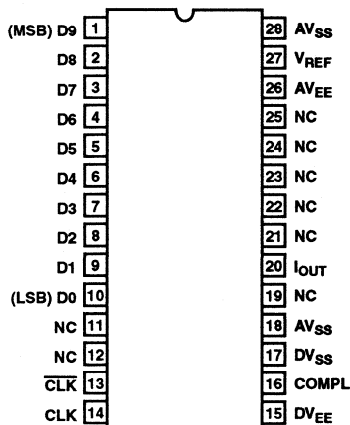 (MSB) D9 1 28 AVSS
D8 2 27 VREF
D7 3 26 AVEE
D6 4 25 NC
D5 5 24 NC
D4 6 23 NC
D3 7 22 NC
D2 8 21 NC
D1 9 20 IOUT
(LSB) D0 10 19 NC
NC 11 18 AVSS
NC 12 17 DVSS
CLK 13 16 COMPL
CLK 14 15 DVEE